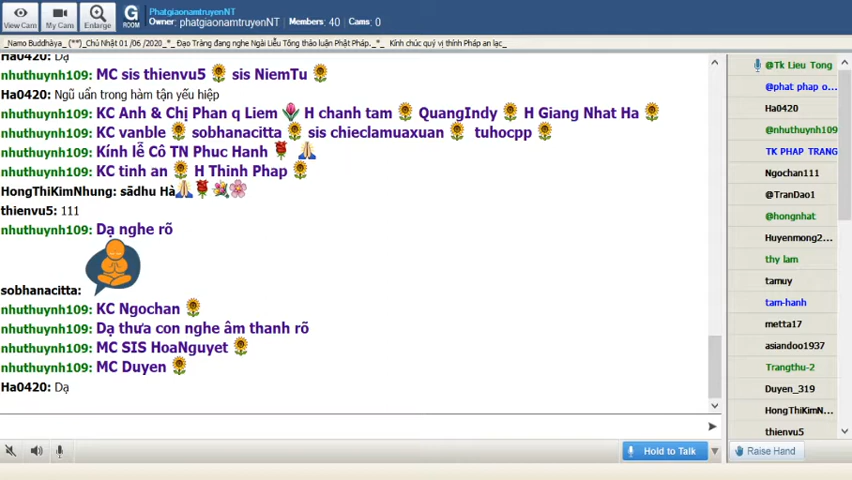 View Cam
My Cam
Enlarge
G
ROOM
PhatgiaonamtruyenNT
Owner: phatgiaonamtruyenNT Members: 40 Cams: 0
_Namo Buddhàya_ (**)_Chủ Nhật 01 /06 /2020_*_ Đạo Tràng đang nghe Ngài Liễu Tông thảo luận Phật Pháp._*_ Kính chúc quý vị thính Pháp an lạc_
Ha0420: Dạ
nhuthuynh109: MC sis thienvu5 sis NiemTu
Ha0420: Ngũ uẩn trong hàm tận yếu hiệp
nhuthuynh109: KC Anh & Chị Phan q Liem H chanh tam QuangIndy H Giang Nhat Ha
nhuthuynh109: KC vanble sobhanacitta sis chieclamuaxuan tuhocpp
nhuthuynh109: Kính lễ Cô TN Phuc Hanh
nhuthuynh109: KC tinh an H Thinh Phap
HongThiKimNhung: sādhu Hà
thienvu5: 111
nhuthuynh109: Dạ nghe rõ
sobhanacitta:
nhuthuynh109: KC Ngochan
nhuthuynh109: Dạ thưa con nghe âm thanh rõ
nhuthuynh109: MC SIS HoaNguyet
nhuthuynh109: MC Duyen
Ha0420: Dạ
Hold to Talk
@Tk Lieu Tong
@phat phap o...
Ha0420
@nhuthuynh109
TK PHAP TRANG
Ngochan111
@TranDao1
@hongnhat
Huyenmong2...
thy lam
tamuy
tam-hanh
metta17
asiandoo1937
Trangthu-2
Duyen_319
HongThiKimN...
thienvu5
Raise Hand